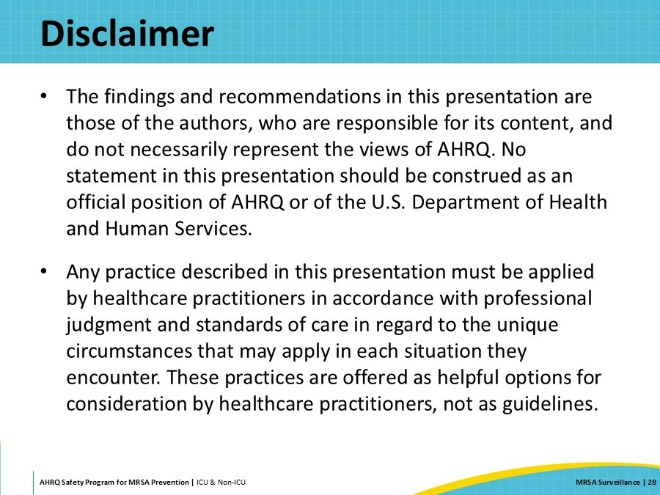 Disclaimer
• The findings and recommendations in this presentation are
those of the authors, who are responsible for its content, and
do not necessarily represent the views of AHRQ. No
statement in this presentation should be construed as an
official position of AHRQ or of the U.S. Department of Health
and Human Services.
• Any practice described in this presentation must be applied
by healthcare practitioners in accordance with professional
judgment and standards of care in regard to the unique
circumstances that may apply in each situation they
encounter. These practices are offered as helpful options for
consideration by healthcare practitioners, not as guidelines.
AHRQ Safety Program for MRSA Prevention | ICU & Non-ICU
MRSA Surveillance | 28